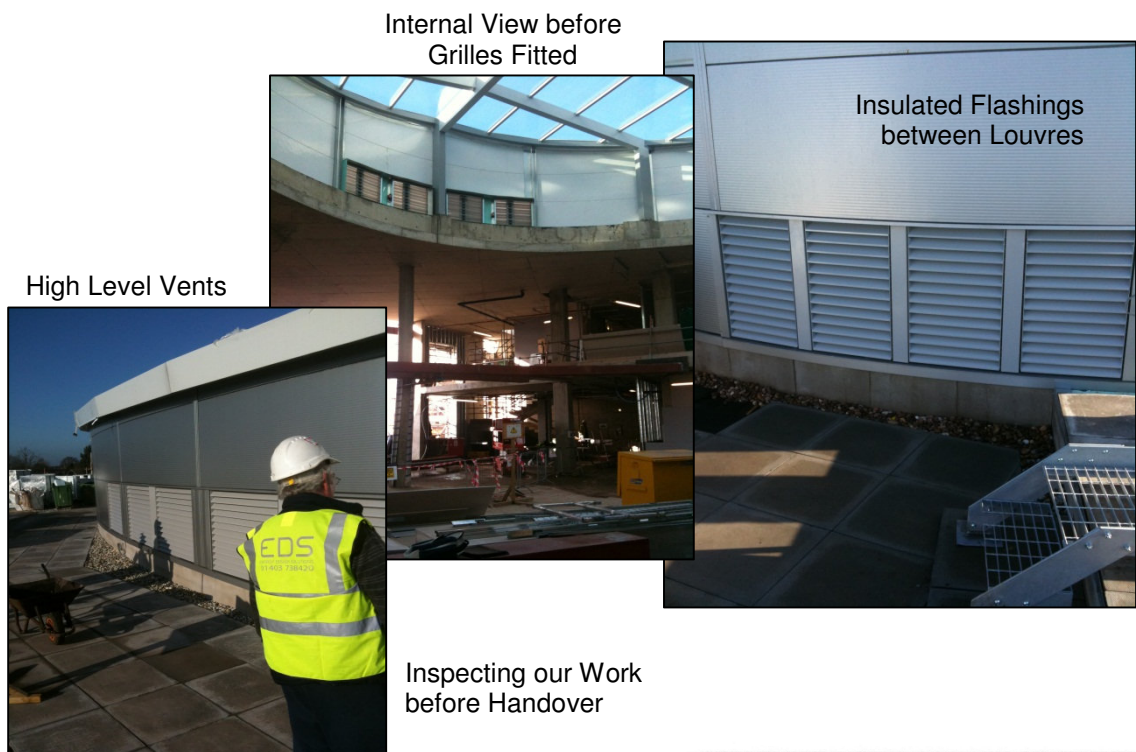 Internal View before
Grilles Fitted
Insulated Flashings
between Louvres
High Level Vents
EDS
Inspecting our Work
before Handover